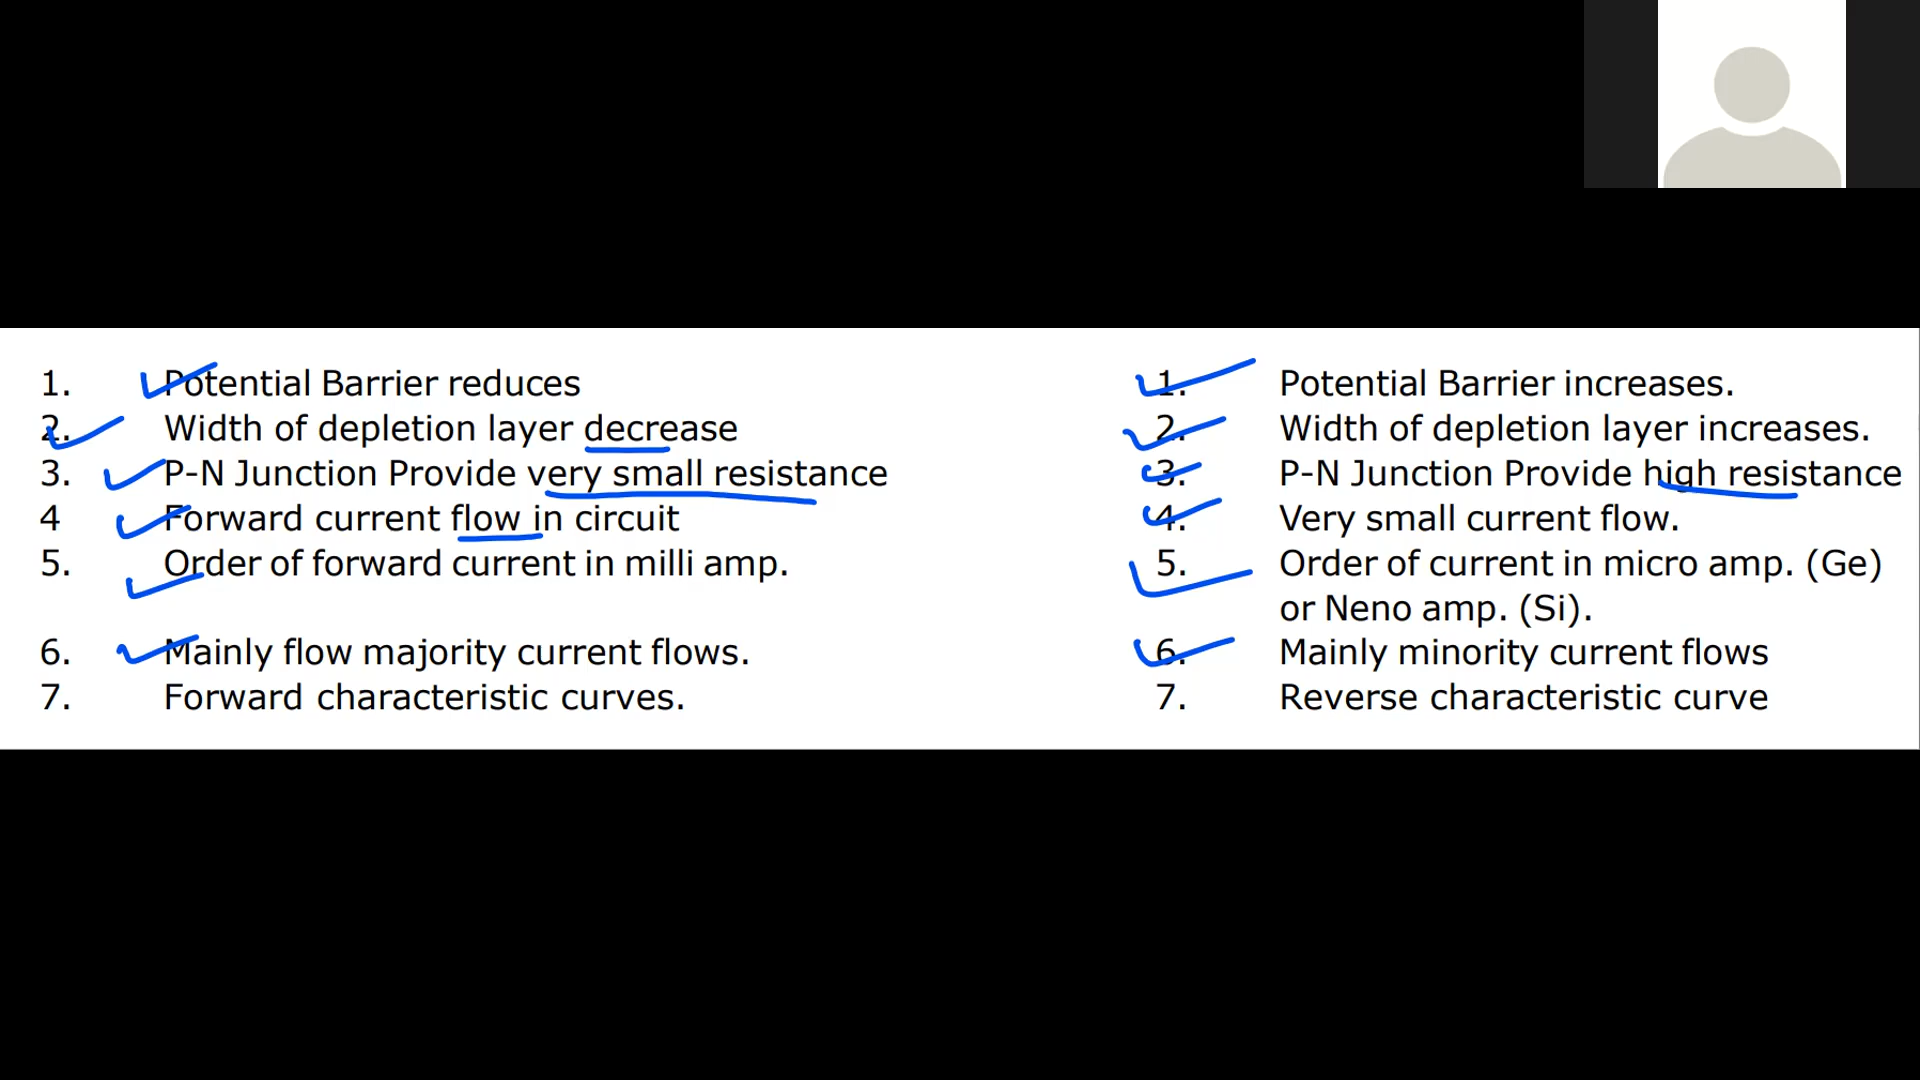 1. Potential Barrier reduces
2. Width of depletion layer decrease
3. P-N Junction Provide very small resistance
4 Forward current flow in circuit
5. Order of forward current in milli amp.
6. Mainly flow majority current flows.
7. Forward characteristic curves.
1. Potential Barrier increases.
2. Width of depletion layer increases.
3. P-N Junction Provide high resistance
4. Very small current flow.
5. Order of current in micro amp. (Ge)
or Neno amp. (Si).
6. Mainly minority current flows
7. Reverse characteristic curve